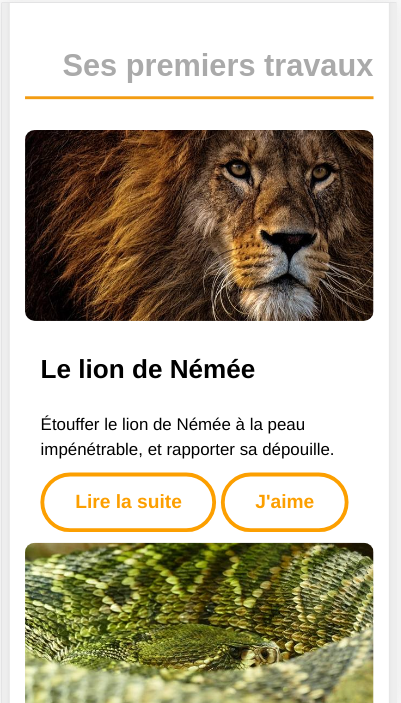 Ses premiers travaux
Le lion de Némée
Étouffer le lion de Némée à la peau
impénétrable, et rapporter sa dépouille.
Lire la suite
J'aime